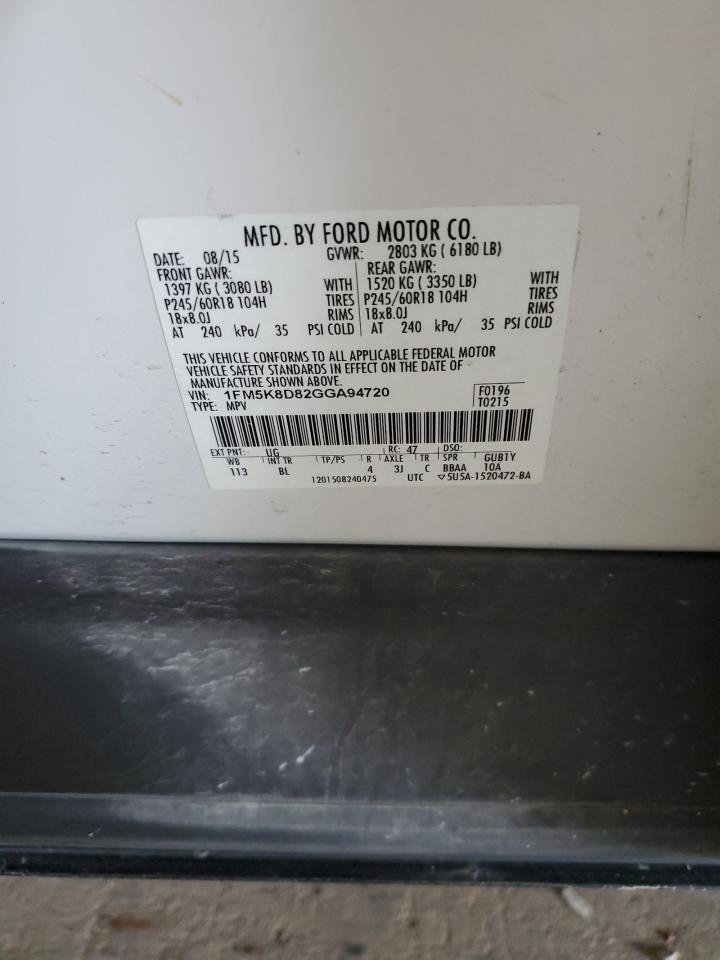 MFD. BY FORD MOTOR CO.
DATE: 08/15 GVWR: 2803 KG ( 6180 LB)
FRONT GAWR: REAR GAWR:
1397 KG ( 3080 LB) WITH 1520 KG ( 3350 LB) WITH
P245/60R18 104H TIRES P245/60R18 104H TIRES
18x8.0J RIMS 18x8.0J RIMS
AT 240 kPa/ 35 PSI COLD AT 240 kPa/ 35 PSI COLD
THIS VEHICLE CONFORMS TO ALL APPLICABLE FEDERAL MOTOR
VEHICLE SAFETY STANDARDS IN EFFECT ON THE DATE OF
MANUFACTURE SHOWN ABOVE.
VIN: 1FM5K8D82GGA94720 F0196
TYPE: MPV T0215
EXT PNT: UG RC: 47 DSO:
WB INT TR TP/PS R AXLE TR SPR GUB1Y
113 BL 4 3J C BBAA 10A
1201508240475 UTC ▽5U5A-1520472-BA